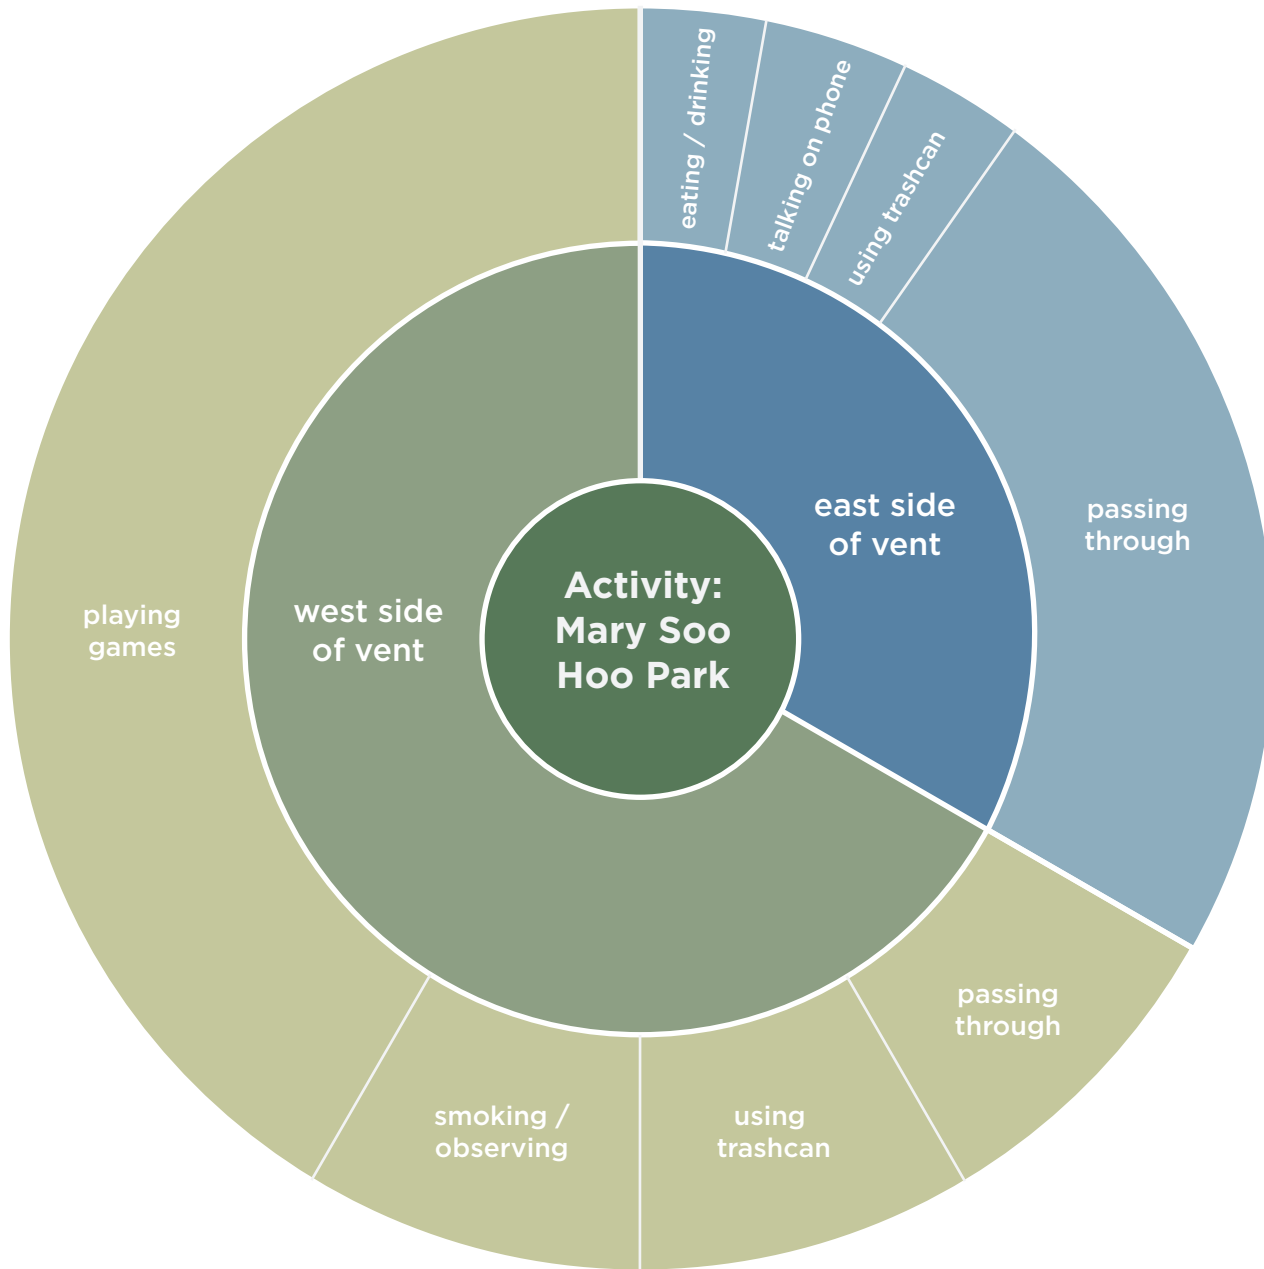 eating / drinking
talking on phone
using trashcan
passing
through
east side
of vent
Activity:
Mary Soo
Hoo Park
west side
of vent
playing
games
passing
through
using
trashcan
smoking /
observing